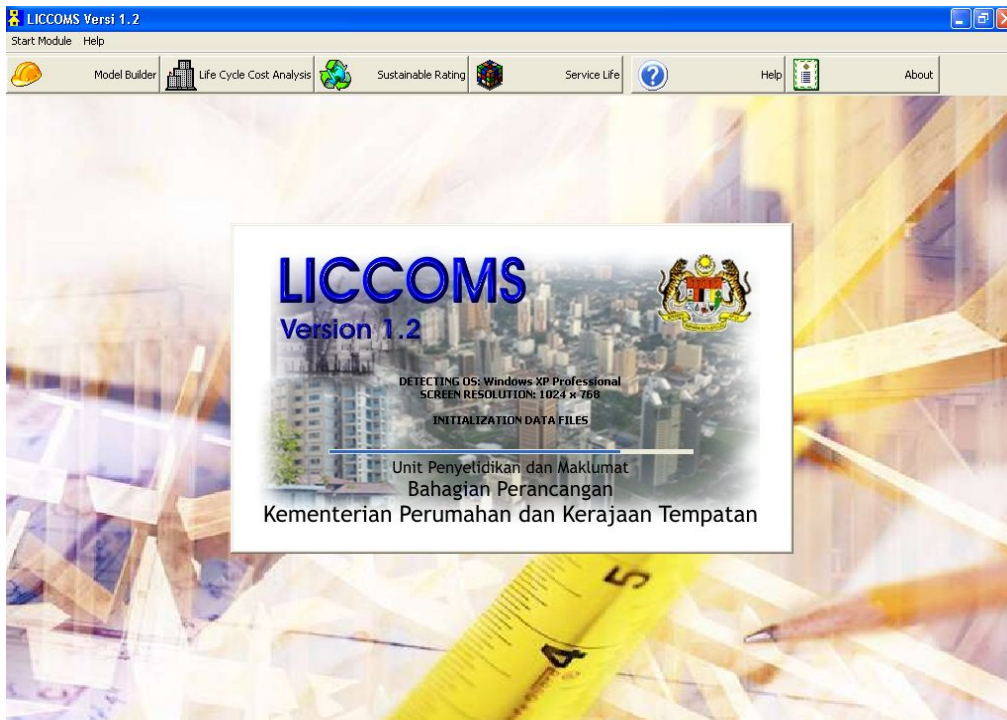 LICCOMS Versi 1.2
Start Module Help
Model Builder Life Cycle Cost Analysis Sustainable Rating Service Life Help About
LICCOMS
Version 1.2
DETECTING OS: Windows XP Professional
SCREEN RESOLUTION: 1024 x 768
INITIALIZATION DATA FILES
Unit Penyelidikan dan Maklumat
Bahagian Perancangan
Kementerian Perumahan dan Kerajaan Tempatan
5
4